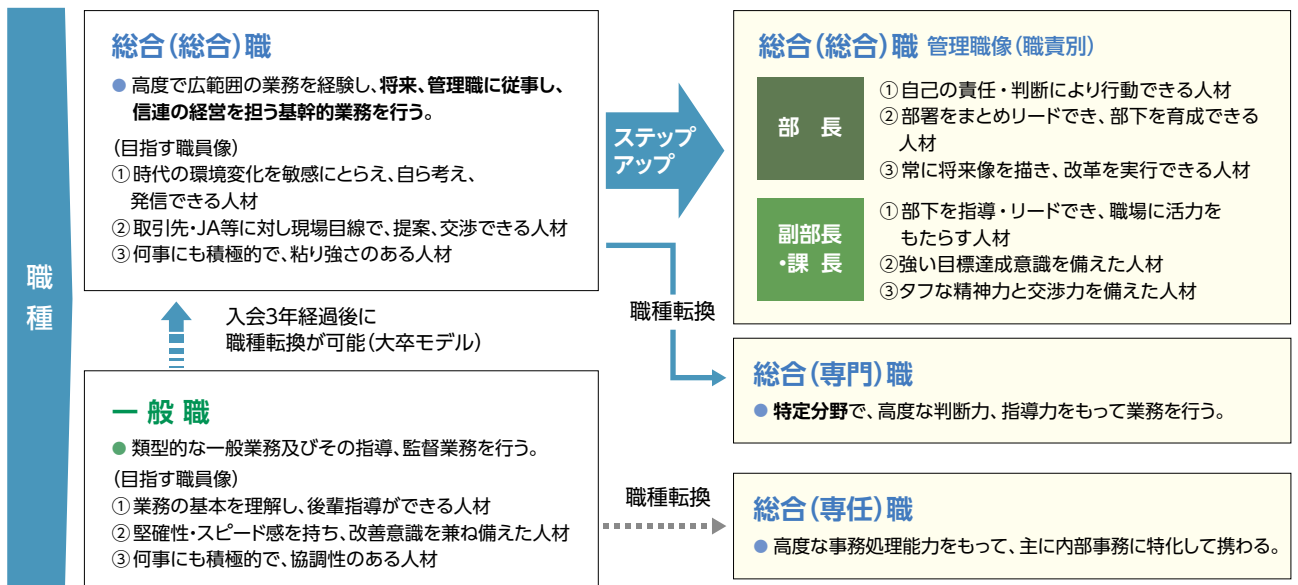 職種
総合(総合)職
● 高度で広範囲の業務を経験し、将来、管理職に従事し、
信連の経営を担う基幹的業務を行う。
(目指す職員像)
①時代の環境変化を敏感にとらえ、自ら考え、
発信できる人材
②取引先・JA等に対し現場目線で、提案、交渉できる人材
③何事にも積極的で、粘り強さのある人材
入会3年経過後に
職種転換が可能(大卒モデル)
一般職
● 類型的な一般業務及びその指導、監督業務を行う。
(目指す職員像)
①業務の基本を理解し、後輩指導ができる人材
②堅確性・スピード感を持ち、改善意識を兼ね備えた人材
③何事にも積極的で、協調性のある人材
ステップ
アップ
職種転換
職種転換
総合(総合)職 管理職像(職責別)
部 長
①自己の責任・判断により行動できる人材
②部署をまとめリードでき、部下を育成できる
人材
③常に将来像を描き、改革を実行できる人材
副部長
・課 長
①部下を指導・リードでき、職場に活力を
もたらす人材
②強い目標達成意識を備えた人材
③タフな精神力と交渉力を備えた人材
総合(専門)職
● 特定分野で、高度な判断力、指導力をもって業務を行う。
総合(専任)職
● 高度な事務処理能力をもって、主に内部事務に特化して携わる。